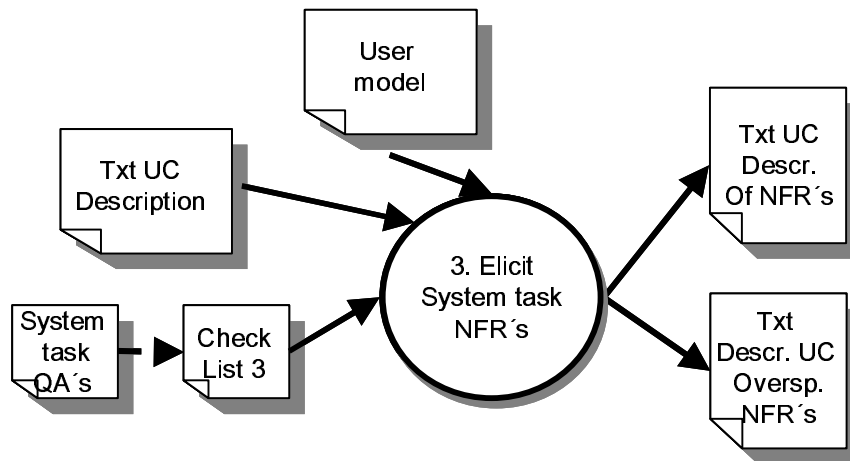 User
model
Txt UC
Description
System
task
QA´s
Check
List 3
3. Elicit
System task
NFR´s
Txt UC
Descr.
Of NFR´s
Txt
Descr. UC
Oversp.
NFR´s